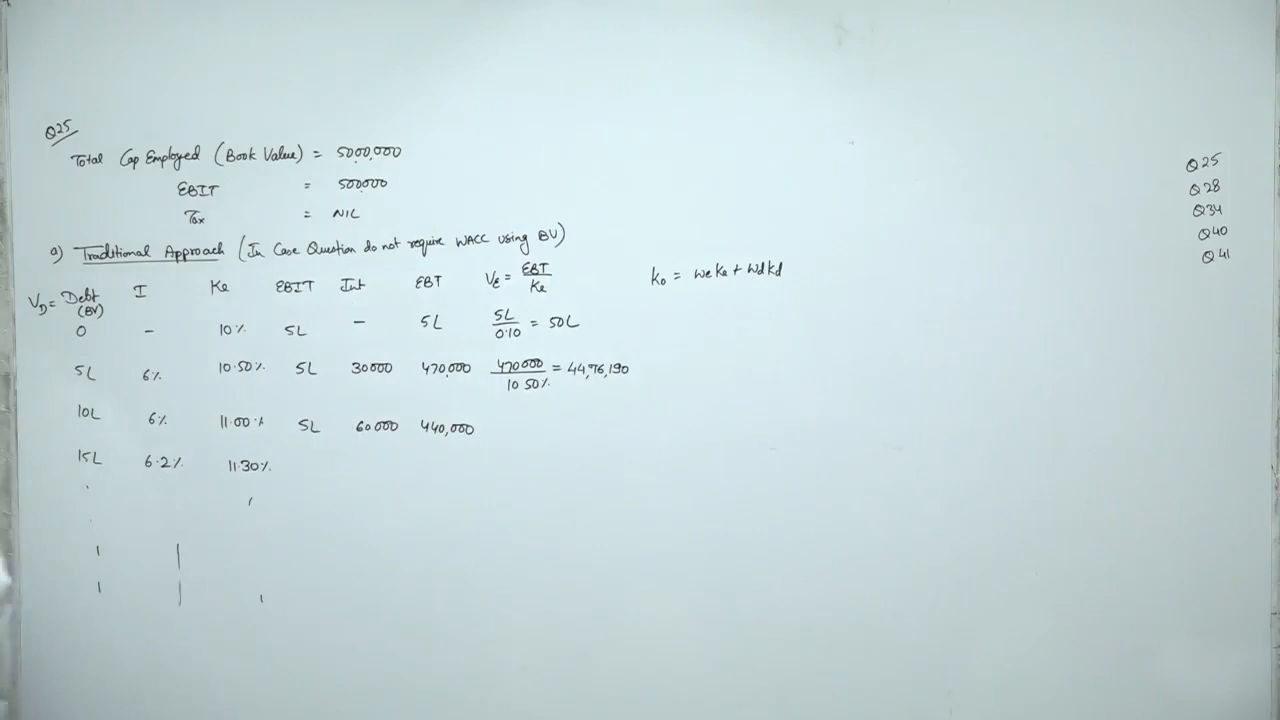 Q25
Total Cap Employed (Book Value) = 5000,000
EBIT = 500,000
Tax = NIL
a) Traditional Approach (In Case Question do not require WACC using BV)
VD = Debt (BV) I Ke EBIT Int EBT VE = EBT/Ke Ko = weke + wdkd
0 – 10% 5L – 5L 5L/0.10 = 50L
5L 6% 10.50% 5L 30000 470,000 470000/10.50% = 44,76,190
10L 6% 11.00% 5L 60000 440,000
15L 6.2% 11.30%
Q25
Q28
Q34
Q40
Q41